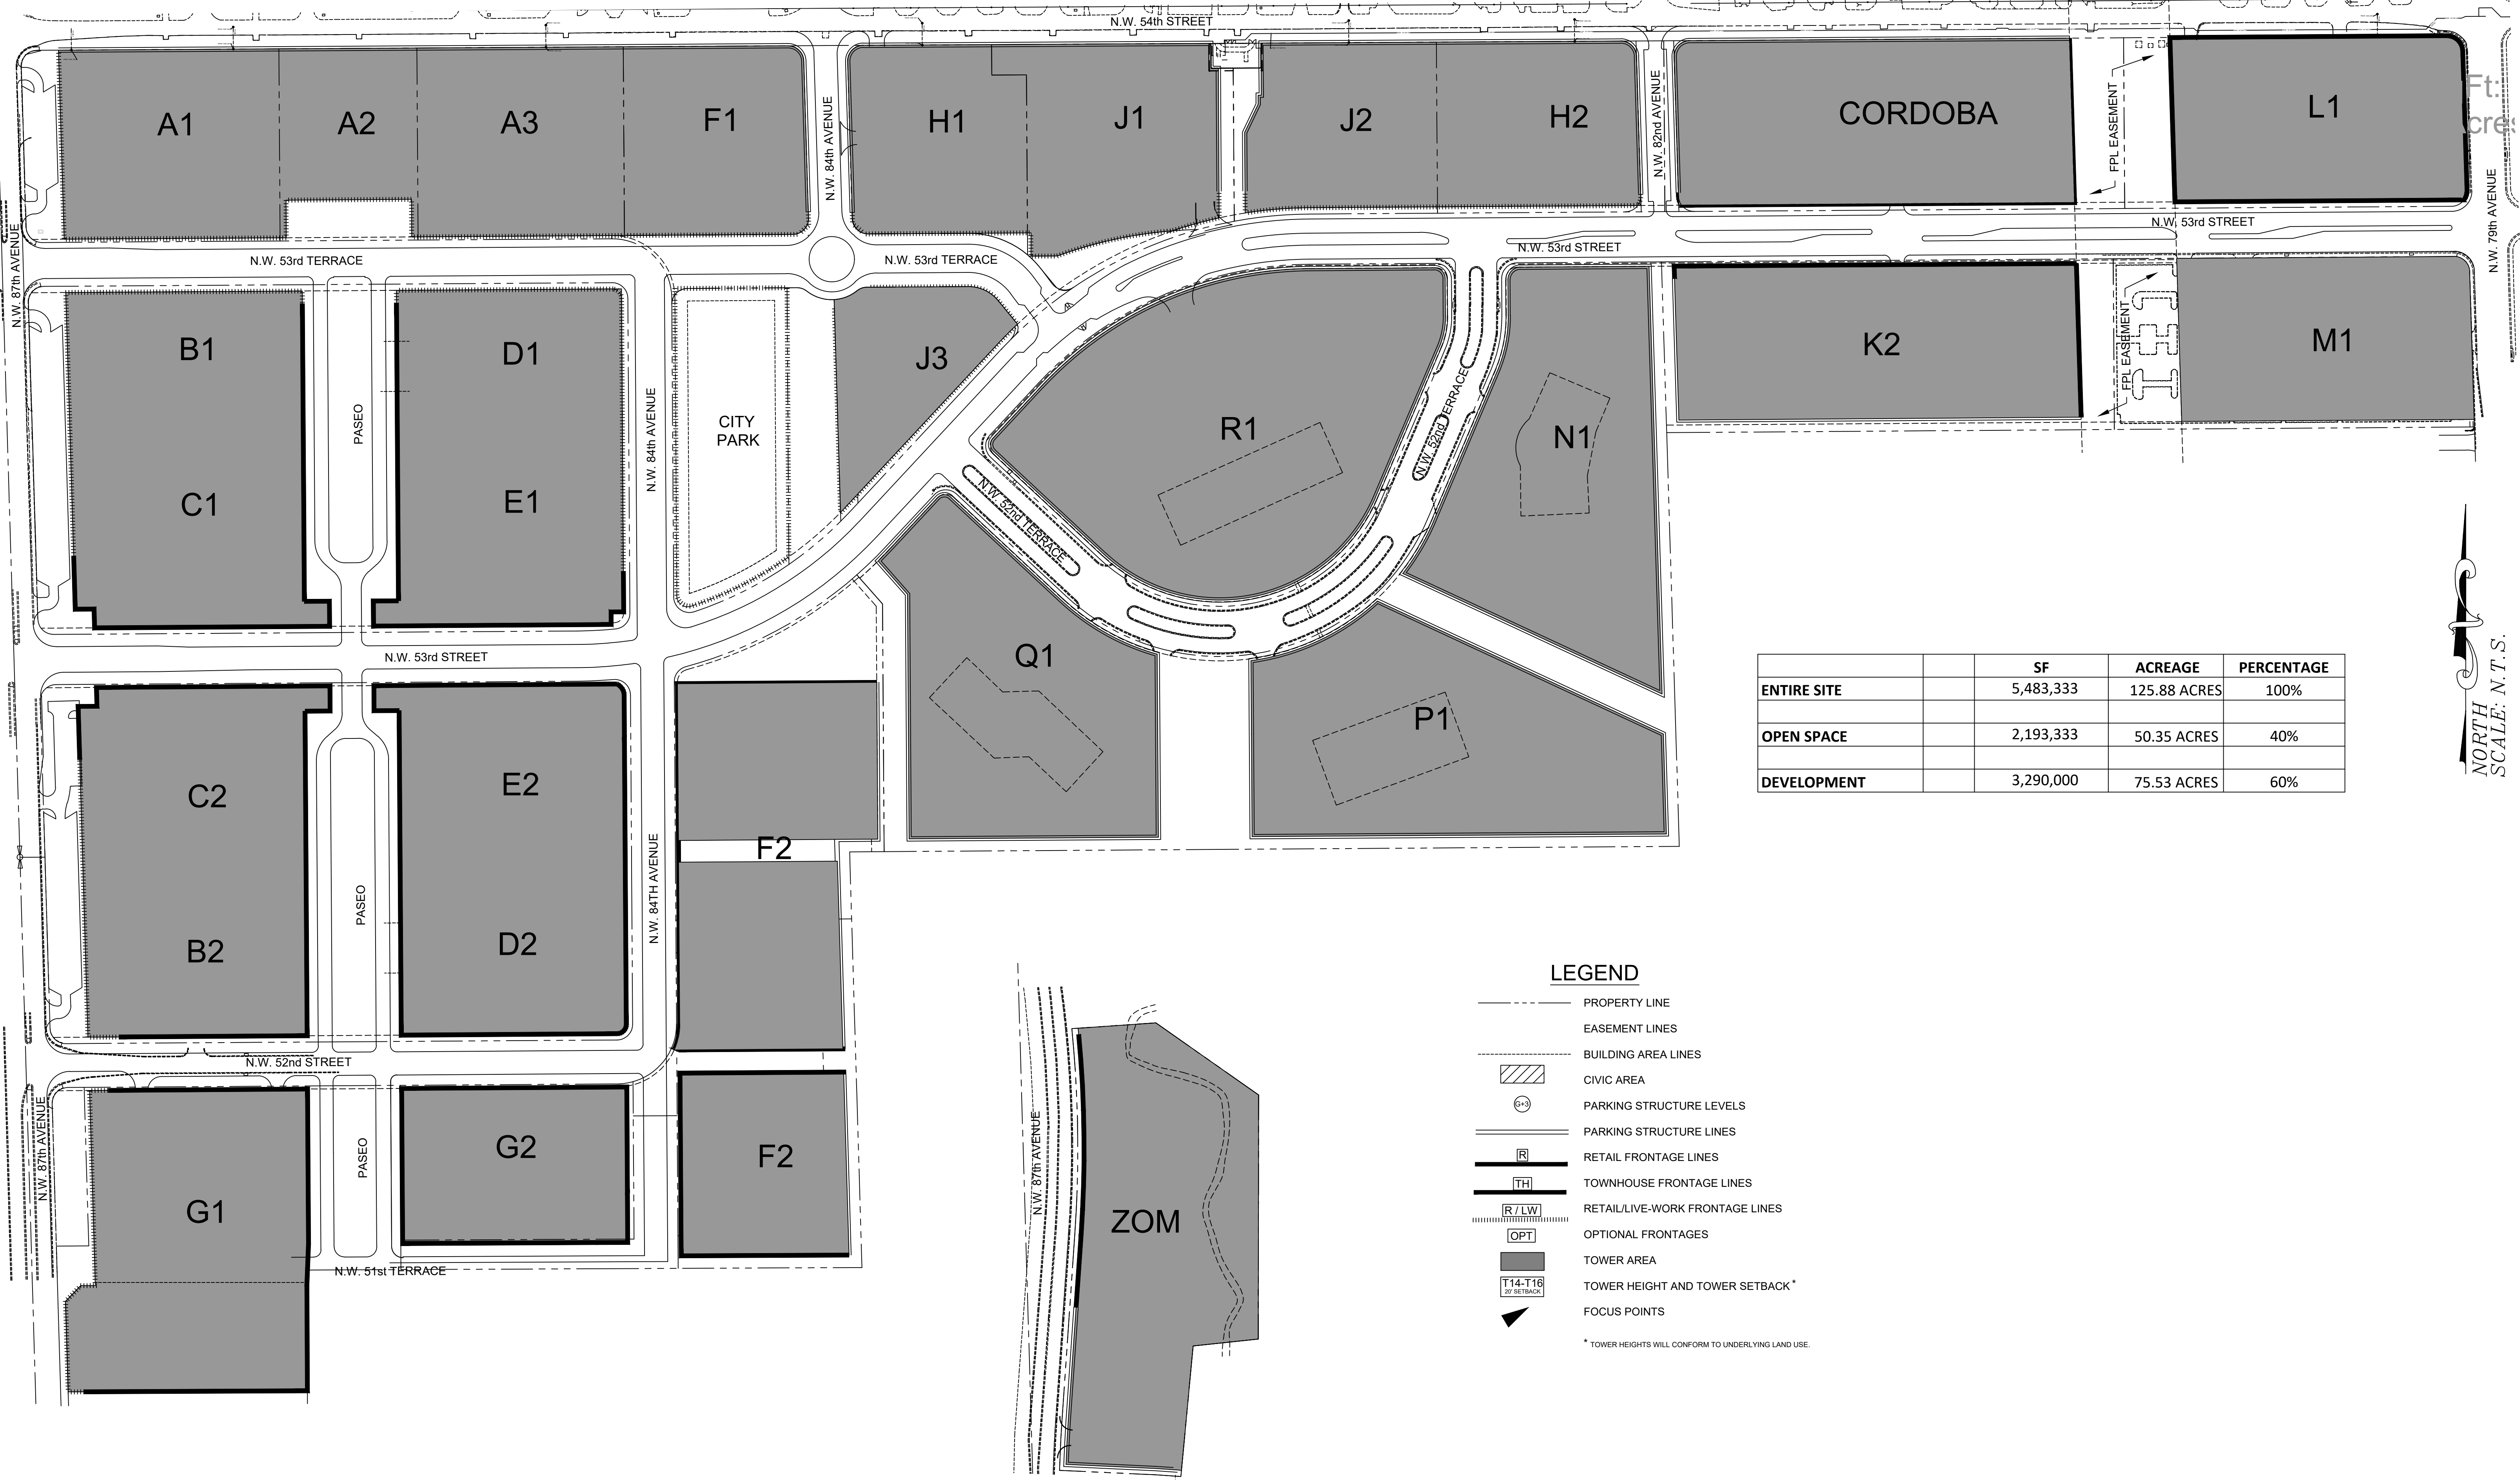 N.W. 54th STREET
A1
A2
A3
F1
N.W. 84th AVENUE
H1
J1
J2
H2
N.W. 82nd AVENUE
CORDOBA
FPL EASEMENT
L1
Ft:
N.W. 87th AVENUE
N.W. 53rd TERRACE
N.W. 53rd TERRACE
N.W. 53rd STREET
N.W. 53rd STREET
N.W. 79th AVENUE
B1
PASEO
D1
N.W. 84th AVENUE
CITY
PARK
J3
R1
N.W. 52nd TERRACE
N1
K2
FPL EASEMENT
M1
C1
E1
N.W. 52nd TERRACE
N.W. 53rd STREET
Q1
P1
SF ACREAGE PERCENTAGE
ENTIRE SITE 5,483,333 125.88 ACRES 100%
OPEN SPACE 2,193,333 50.35 ACRES 40%
DEVELOPMENT 3,290,000 75.53 ACRES 60%
NORTH
SCALE: N.T.S.
C2
PASEO
E2
N.W. 84TH AVENUE
F2
B2
D2
N.W. 52nd STREET
N.W. 87th AVENUE
G1
PASEO
G2
F2
N.W. 51st TERRACE
N.W. 87th AVENUE
ZOM
LEGEND
PROPERTY LINE
EASEMENT LINES
BUILDING AREA LINES
CIVIC AREA
G+3 PARKING STRUCTURE LEVELS
PARKING STRUCTURE LINES
R RETAIL FRONTAGE LINES
TH TOWNHOUSE FRONTAGE LINES
R / LW RETAIL/LIVE-WORK FRONTAGE LINES
OPT OPTIONAL FRONTAGES
TOWER AREA
T14-T16 TOWER HEIGHT AND TOWER SETBACK *
20' SETBACK
FOCUS POINTS
* TOWER HEIGHTS WILL CONFORM TO UNDERLYING LAND USE.